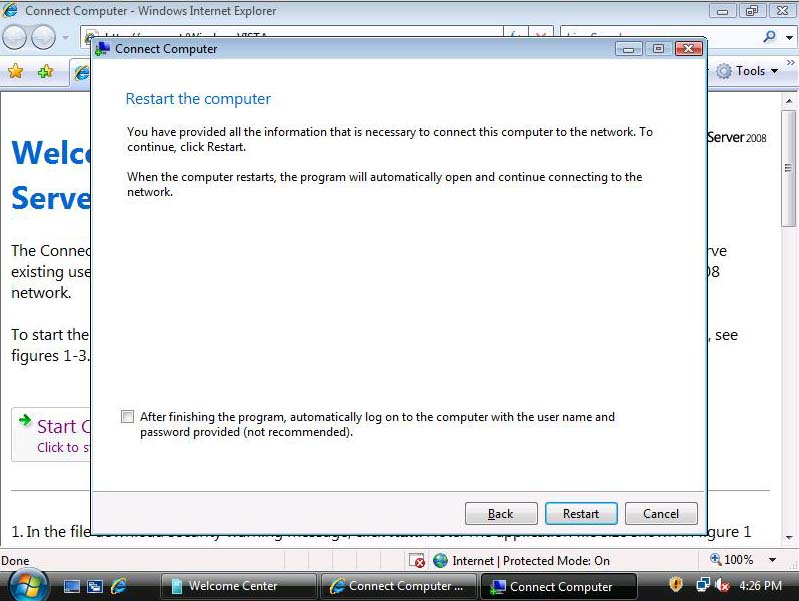 Connect Computer - Windows Internet Explorer
Connect Computer
Tools
Restart the computer
You have provided all the information that is necessary to connect this computer to the network. To
continue, click Restart.
When the computer restarts, the program will automatically open and continue connecting to the
network.
Server 2008
Welc
Serve
The Connec
existing use
network.
To start the
, see
figures 1-3.
Start C
Click to s
After finishing the program, automatically log on to the computer with the user name and
password provided (not recommended).
Back
Restart
Cancel
1. In the file
gure 1
Done
Internet | Protected Mode: On
100%
Welcome Center
Connect Computer ...
Connect Computer
4:26 PM